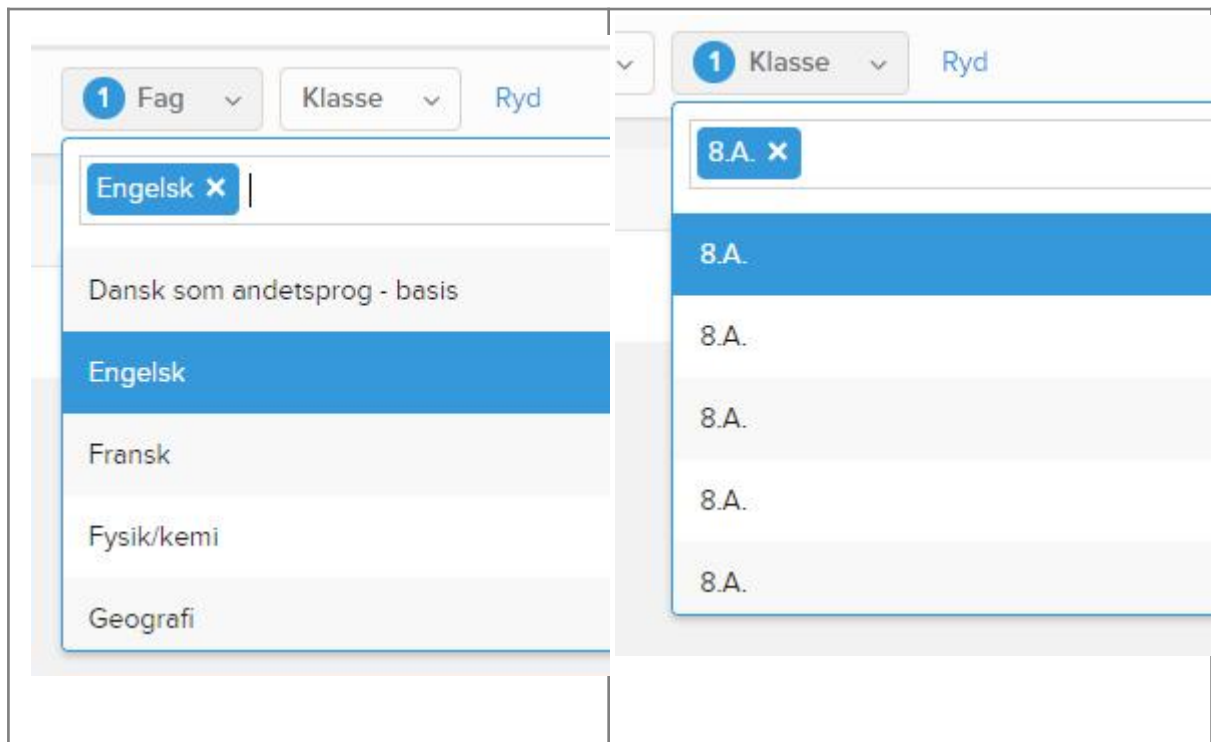 1 Fag Klasse Ryd
Engelsk ×
Dansk som andetsprog - basis
Engelsk
Fransk
Fysik/kemi
Geografi
1 Klasse Ryd
8.A. ×
8.A.
8.A.
8.A.
8.A.
8.A.